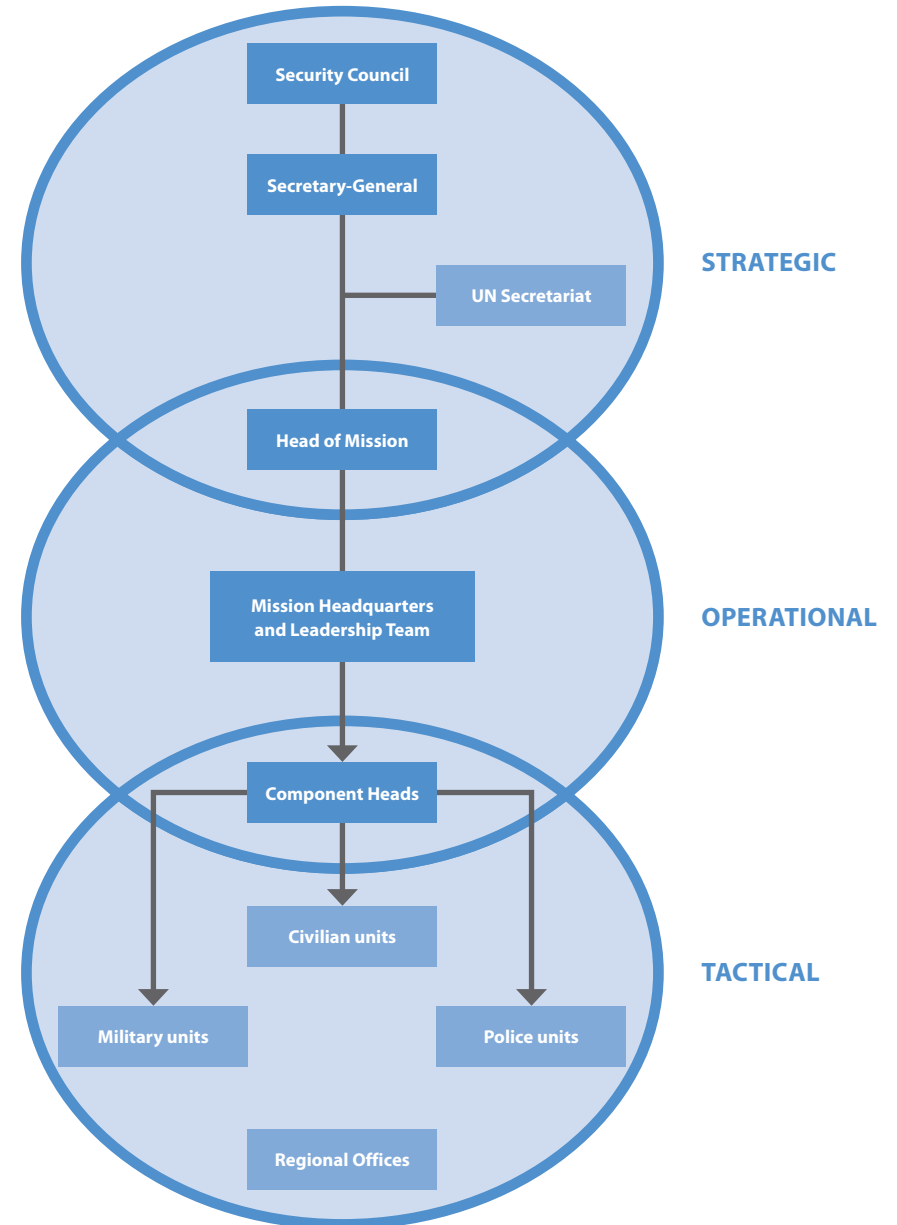 Security Council
Secretary-General
STRATEGIC
UN Secretariat
Head of Mission
Mission Headquarters
and Leadership Team
OPERATIONAL
Component Heads
Civilian units
TACTICAL
Military units
Police units
Regional Offices